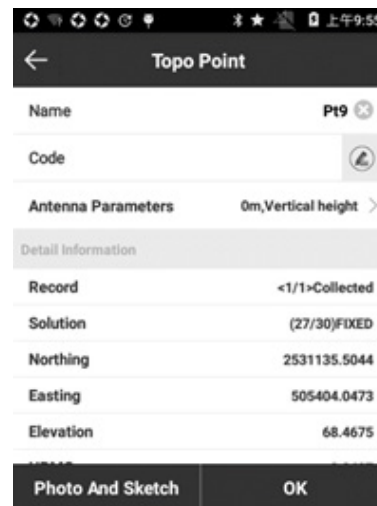 上午9:55
Topo Point
Name Pt9
Code
Antenna Parameters 0m,Vertical height
Detail Information
Record <1/1>Collected
Solution (27/30)FIXED
Northing 2531135.5044
Easting 505404.0473
Elevation 68.4675
Photo And Sketch OK